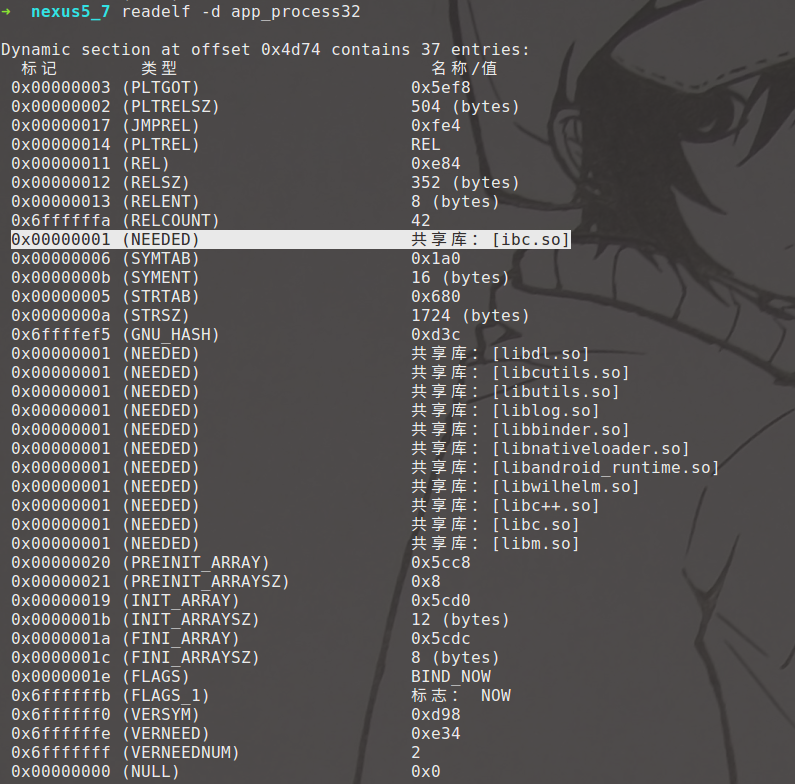 ➜ nexus5_7 readelf -d app_process32
Dynamic section at offset 0x4d74 contains 37 entries:
标记 类型 名称/值
0x00000003 (PLTGOT) 0x5ef8
0x00000002 (PLTRELSZ) 504 (bytes)
0x00000017 (JMPREL) 0xfe4
0x00000014 (PLTREL) REL
0x00000011 (REL) 0xe84
0x00000012 (RELSZ) 352 (bytes)
0x00000013 (RELENT) 8 (bytes)
0x6ffffffa (RELCOUNT) 42
0x00000001 (NEEDED) 共享库：[ibc.so]
0x00000006 (SYMTAB) 0x1a0
0x0000000b (SYMENT) 16 (bytes)
0x00000005 (STRTAB) 0x680
0x0000000a (STRSZ) 1724 (bytes)
0x6ffffef5 (GNU_HASH) 0xd3c
0x00000001 (NEEDED) 共享库：[libdl.so]
0x00000001 (NEEDED) 共享库：[libcutils.so]
0x00000001 (NEEDED) 共享库：[libutils.so]
0x00000001 (NEEDED) 共享库：[liblog.so]
0x00000001 (NEEDED) 共享库：[libbinder.so]
0x00000001 (NEEDED) 共享库：[libnativeloader.so]
0x00000001 (NEEDED) 共享库：[libandroid_runtime.so]
0x00000001 (NEEDED) 共享库：[libwilhelm.so]
0x00000001 (NEEDED) 共享库：[libc++.so]
0x00000001 (NEEDED) 共享库：[libc.so]
0x00000001 (NEEDED) 共享库：[libm.so]
0x00000020 (PREINIT_ARRAY) 0x5cc8
0x00000021 (PREINIT_ARRAYSZ) 0x8
0x00000019 (INIT_ARRAY) 0x5cd0
0x0000001b (INIT_ARRAYSZ) 12 (bytes)
0x0000001a (FINI_ARRAY) 0x5cdc
0x0000001c (FINI_ARRAYSZ) 8 (bytes)
0x0000001e (FLAGS) BIND_NOW
0x6ffffffb (FLAGS_1) 标志： NOW
0x6ffffff0 (VERSYM) 0xd98
0x6ffffffe (VERNEED) 0xe34
0x6fffffff (VERNEEDNUM) 2
0x00000000 (NULL) 0x0